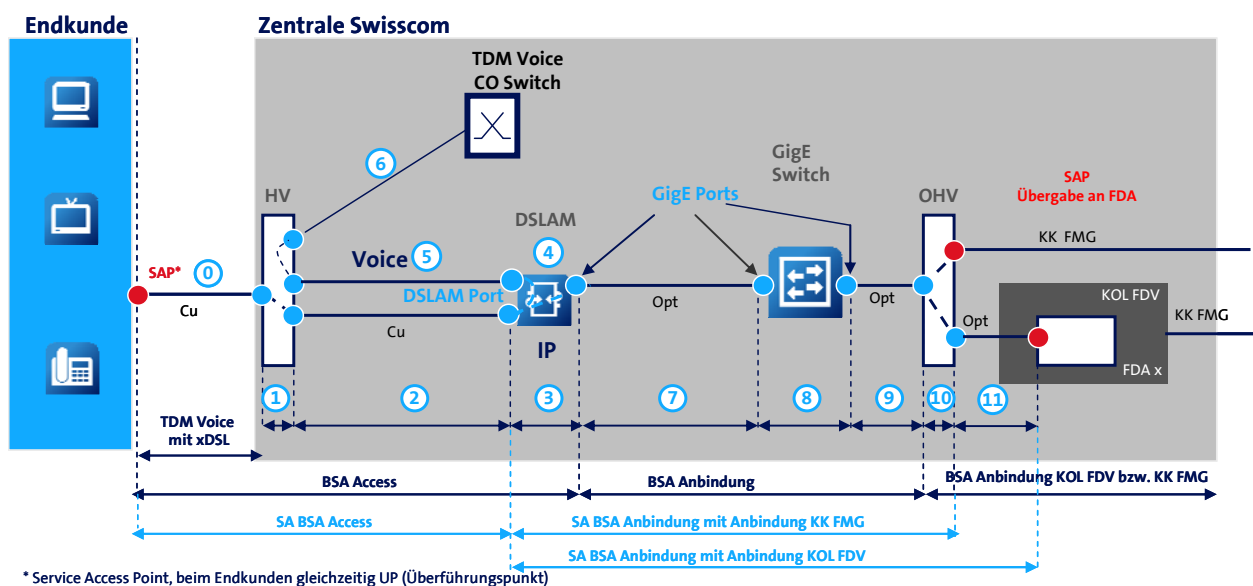 Endkunde
Zentrale Swisscom
TDM Voice
CO Switch
6
GigE
Switch
SAP
Übergabe an FDA
HV
GigE Ports
OHV
DSLAM
KK FMG
Voice
5
4
SAP*
0
DSLAM Port
Cu
Cu
IP
Opt
Opt
Opt
KOL FDV
KK FMG
FDA x
1
2
3
7
8
9
10
11
TDM Voice
mit xDSL
BSA Access
BSA Anbindung
BSA Anbindung KOL FDV bzw. KK FMG
SA BSA Access
SA BSA Anbindung mit Anbindung KK FMG
SA BSA Anbindung mit Anbindung KOL FDV
* Service Access Point, beim Endkunden gleichzeitig UP (Überführungspunkt)